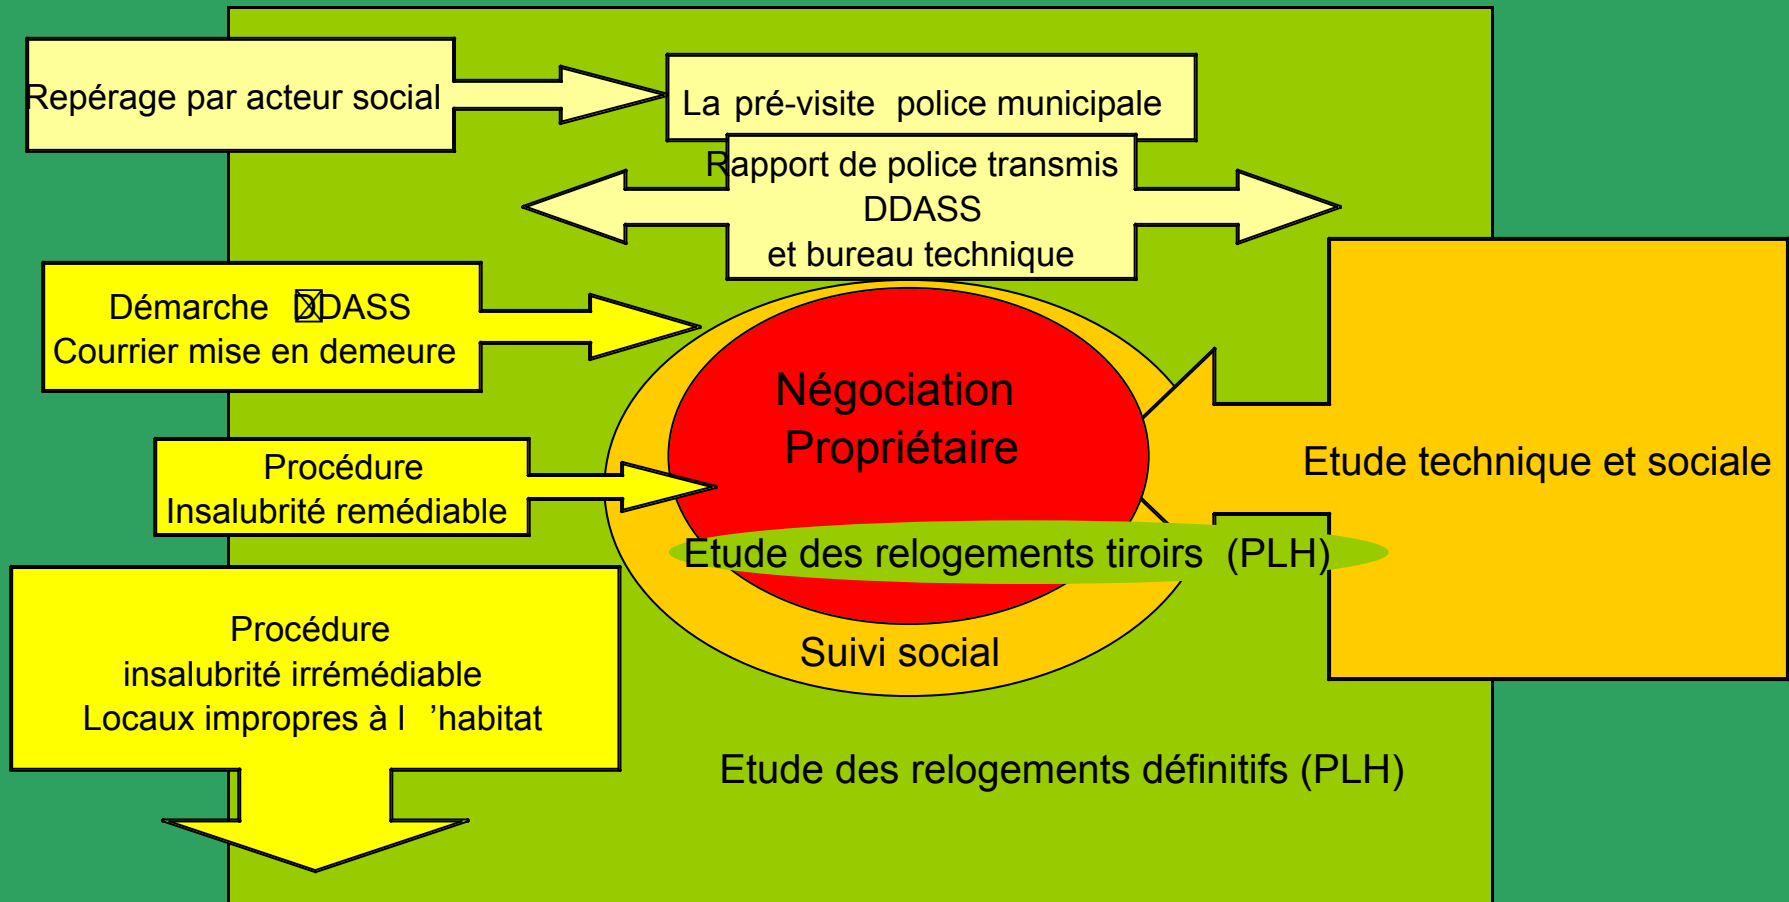 Repérage par acteur social
La pré-visite police municipale
Rapport de police transmis
DDASS
et bureau technique
Démarche DDASS
Courrier mise en demeure
Négociation
Propriétaire
Procédure
Insalubrité remédiable
Etude technique et sociale
Etude des relogements tiroirs (PLH)
Procédure
insalubrité irrémédiable
Locaux impropres à l ’habitat
Suivi social
Etude des relogements définitifs (PLH)